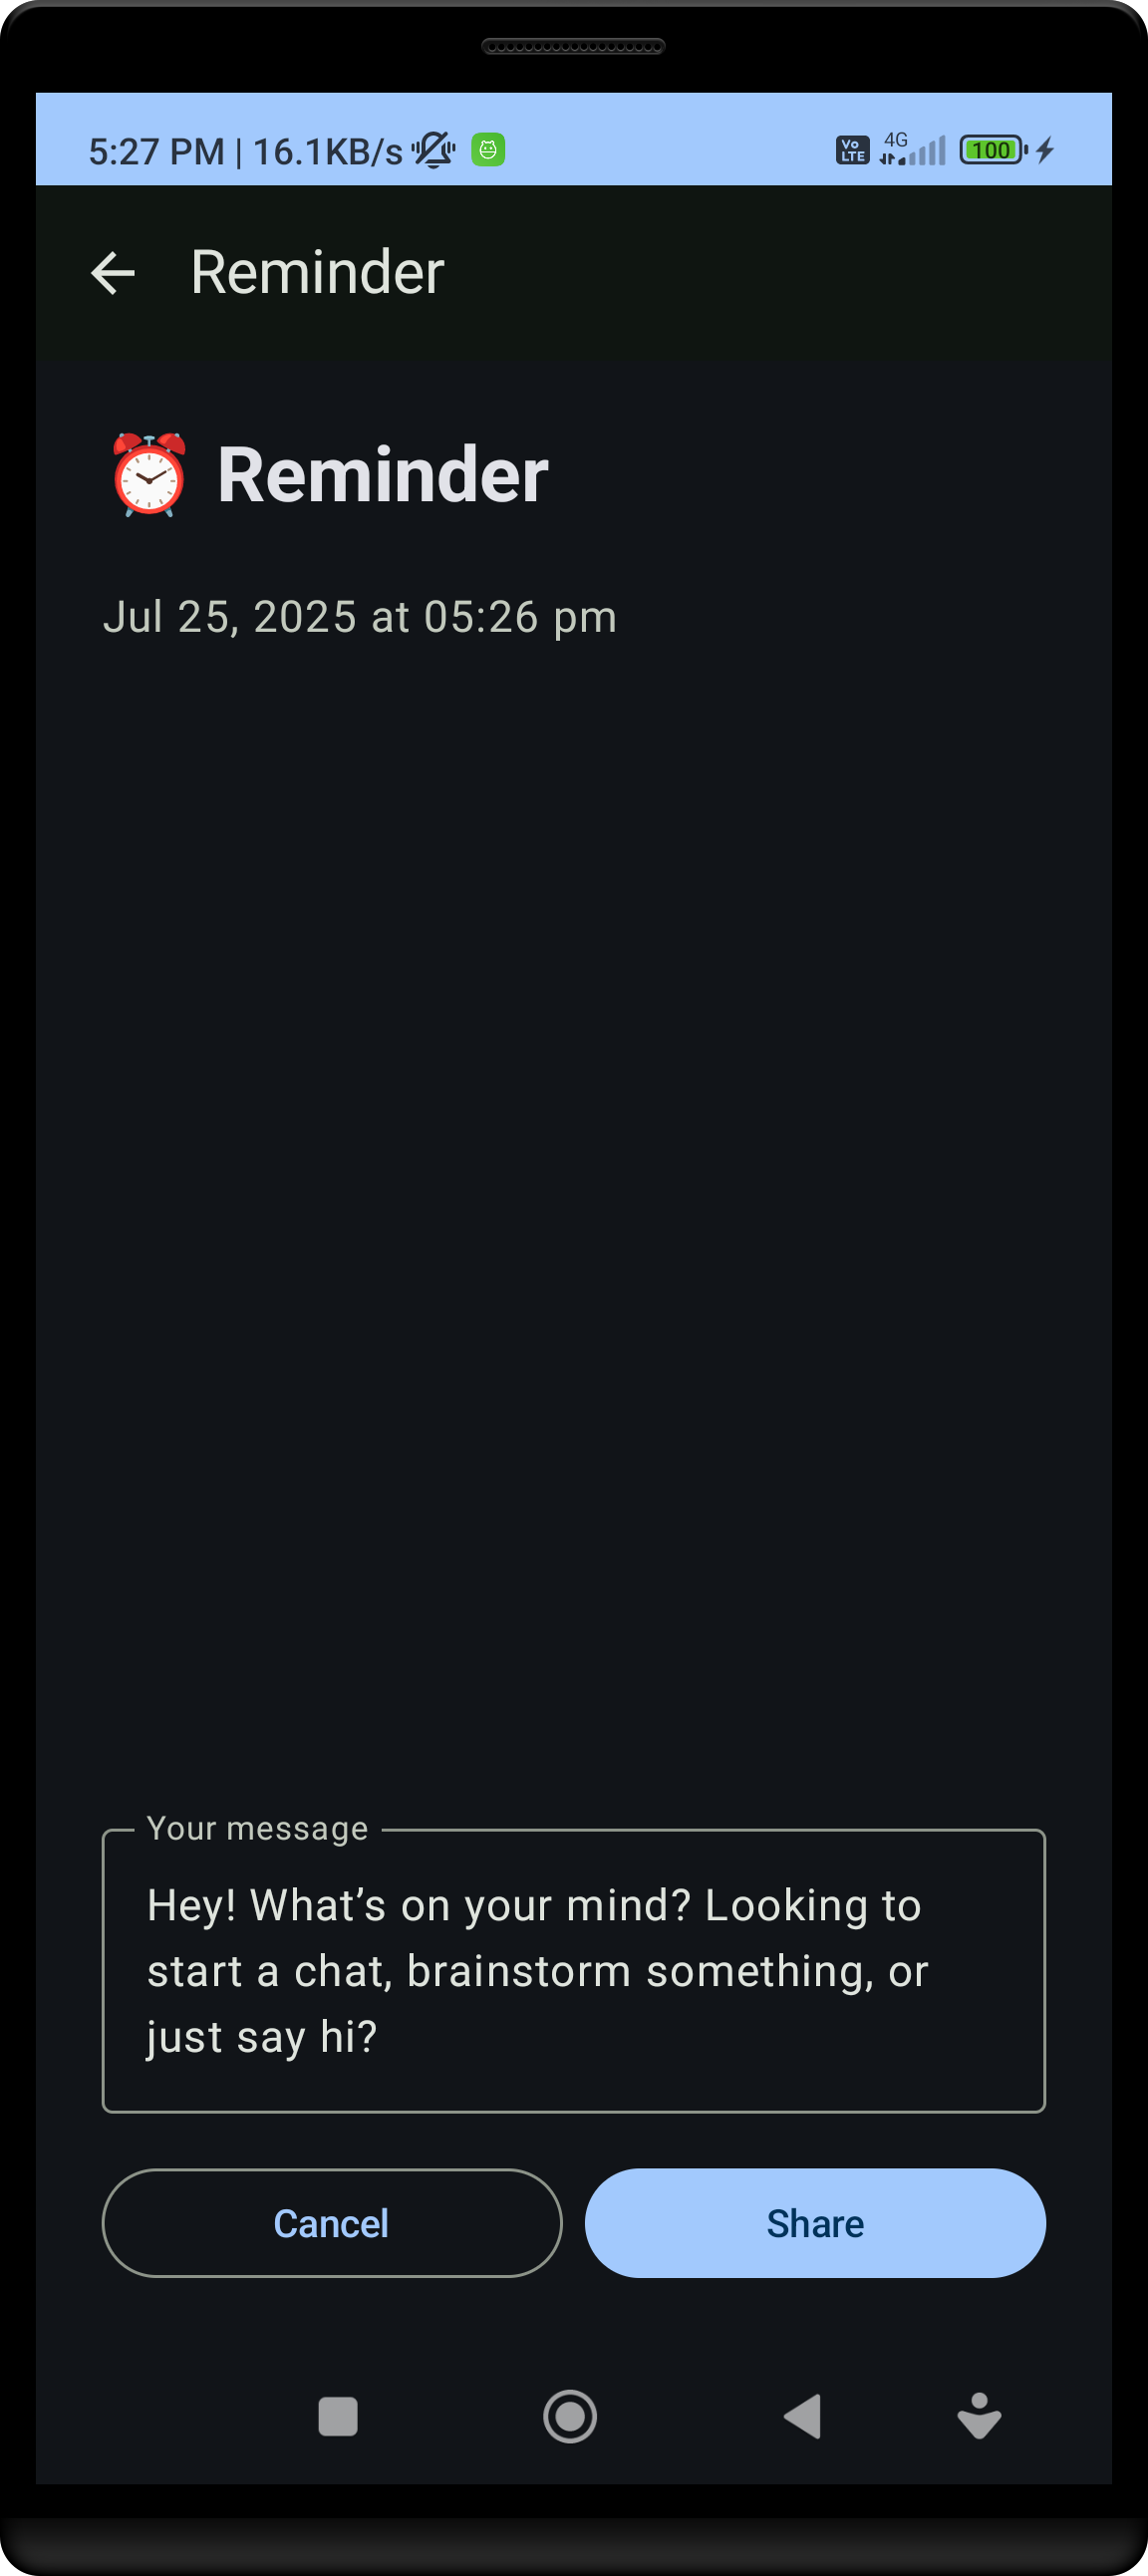 5:27 PM | 16.1KB/s
Vo
LTE
4G
100
Reminder
⏰ Reminder
Jul 25, 2025 at 05:26 pm
Your message
Hey! What’s on your mind? Looking to
start a chat, brainstorm something, or
just say hi?
Cancel
Share